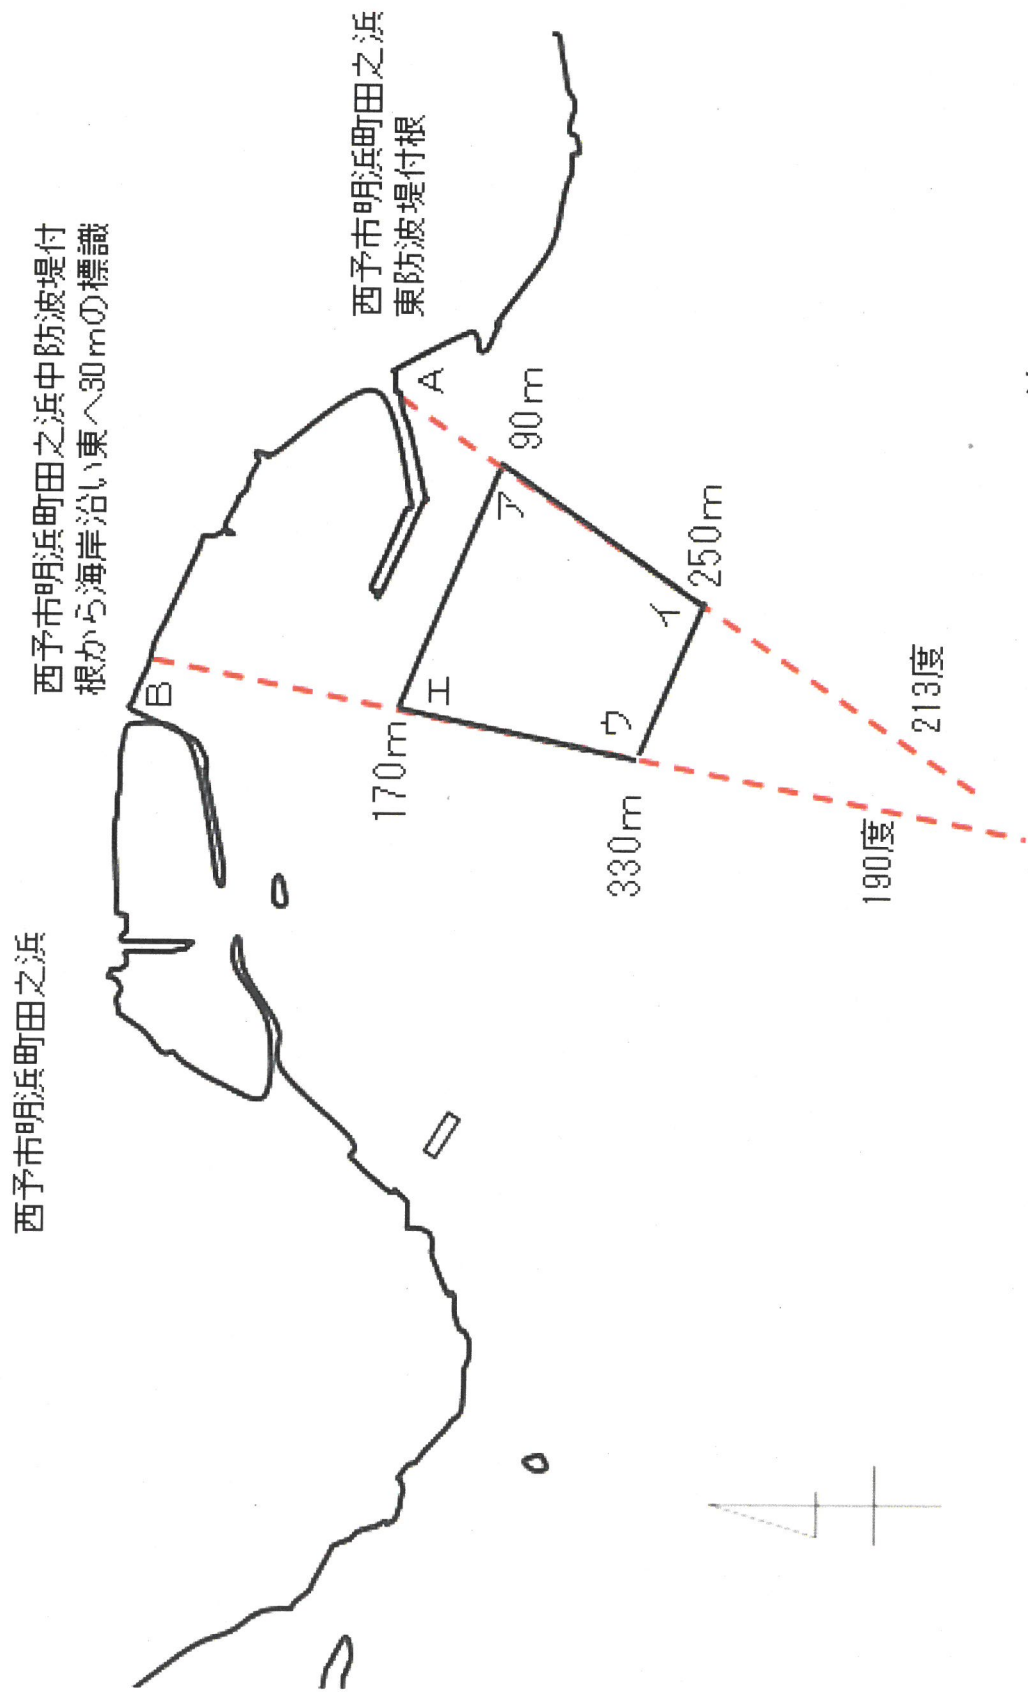 西予市明浜町田之浜
西予市明浜町田之浜中防波堤付
根から海岸沿い東へ30mの標識
西予市明浜町田之浜
東防波堤付根
B
A
90m
ア
エ
170m
250m
イ
ウ
330m
213度
190度